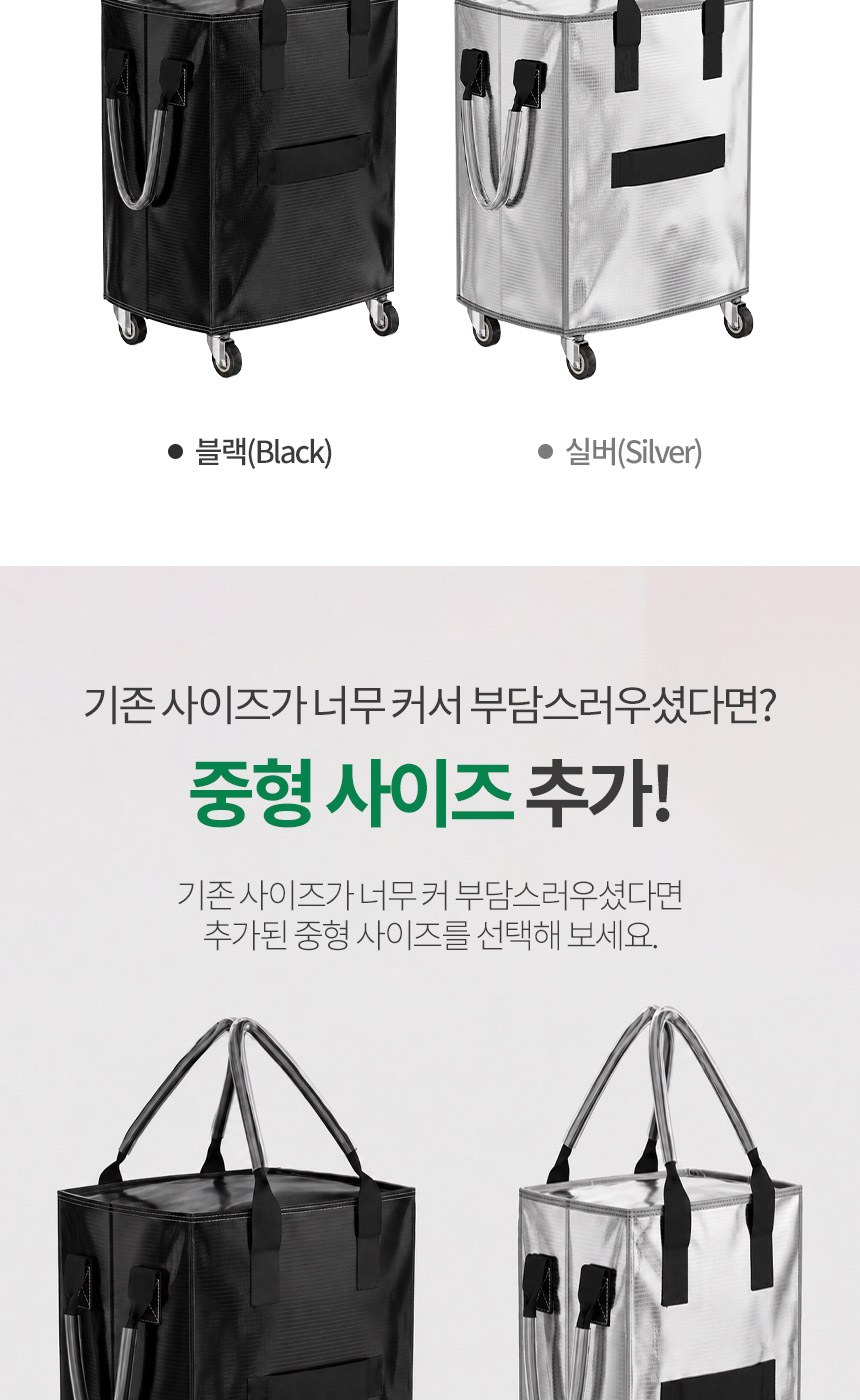 ● 블랙(Black)
● 실버(Silver)
기존 사이즈가 너무 커서 부담스러우셨다면?
중형 사이즈 추가!
기존 사이즈가 너무 커 부담스러우셨다면
추가된 중형 사이즈를 선택해 보세요.